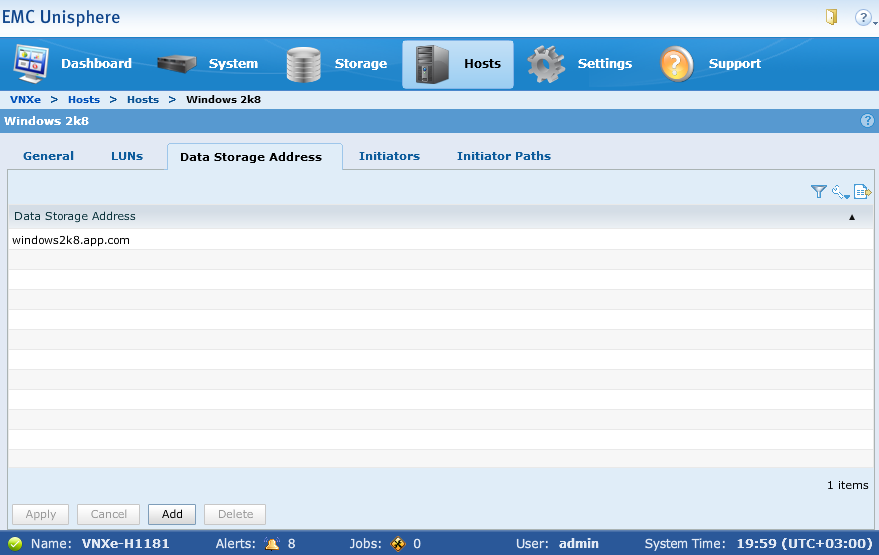 EMC Unisphere
Dashboard System Storage Hosts Settings Support
VNXe > Hosts > Hosts > Windows 2k8
Windows 2k8
General LUNs Data Storage Address Initiators Initiator Paths
Data Storage Address
windows2k8.app.com
1 items
Apply Cancel Add Delete
Name: VNXe-H1181 Alerts: 8 Jobs: 0 User: admin System Time: 19:59 (UTC+03:00)